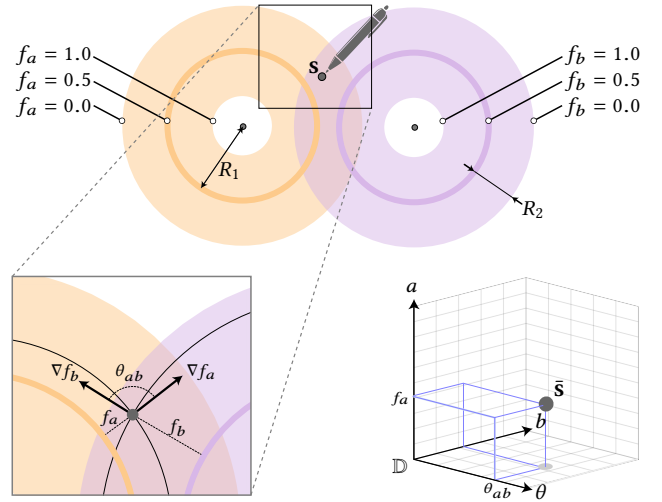 f_a = 1.0
f_a = 0.5
f_a = 0.0
s
f_b = 1.0
f_b = 0.5
f_b = 0.0
R_1
R_2
∇f_b
θ_ab
∇f_a
f_a
f_b
a
f_a
s̄
b
𝔻
θ_ab
θ